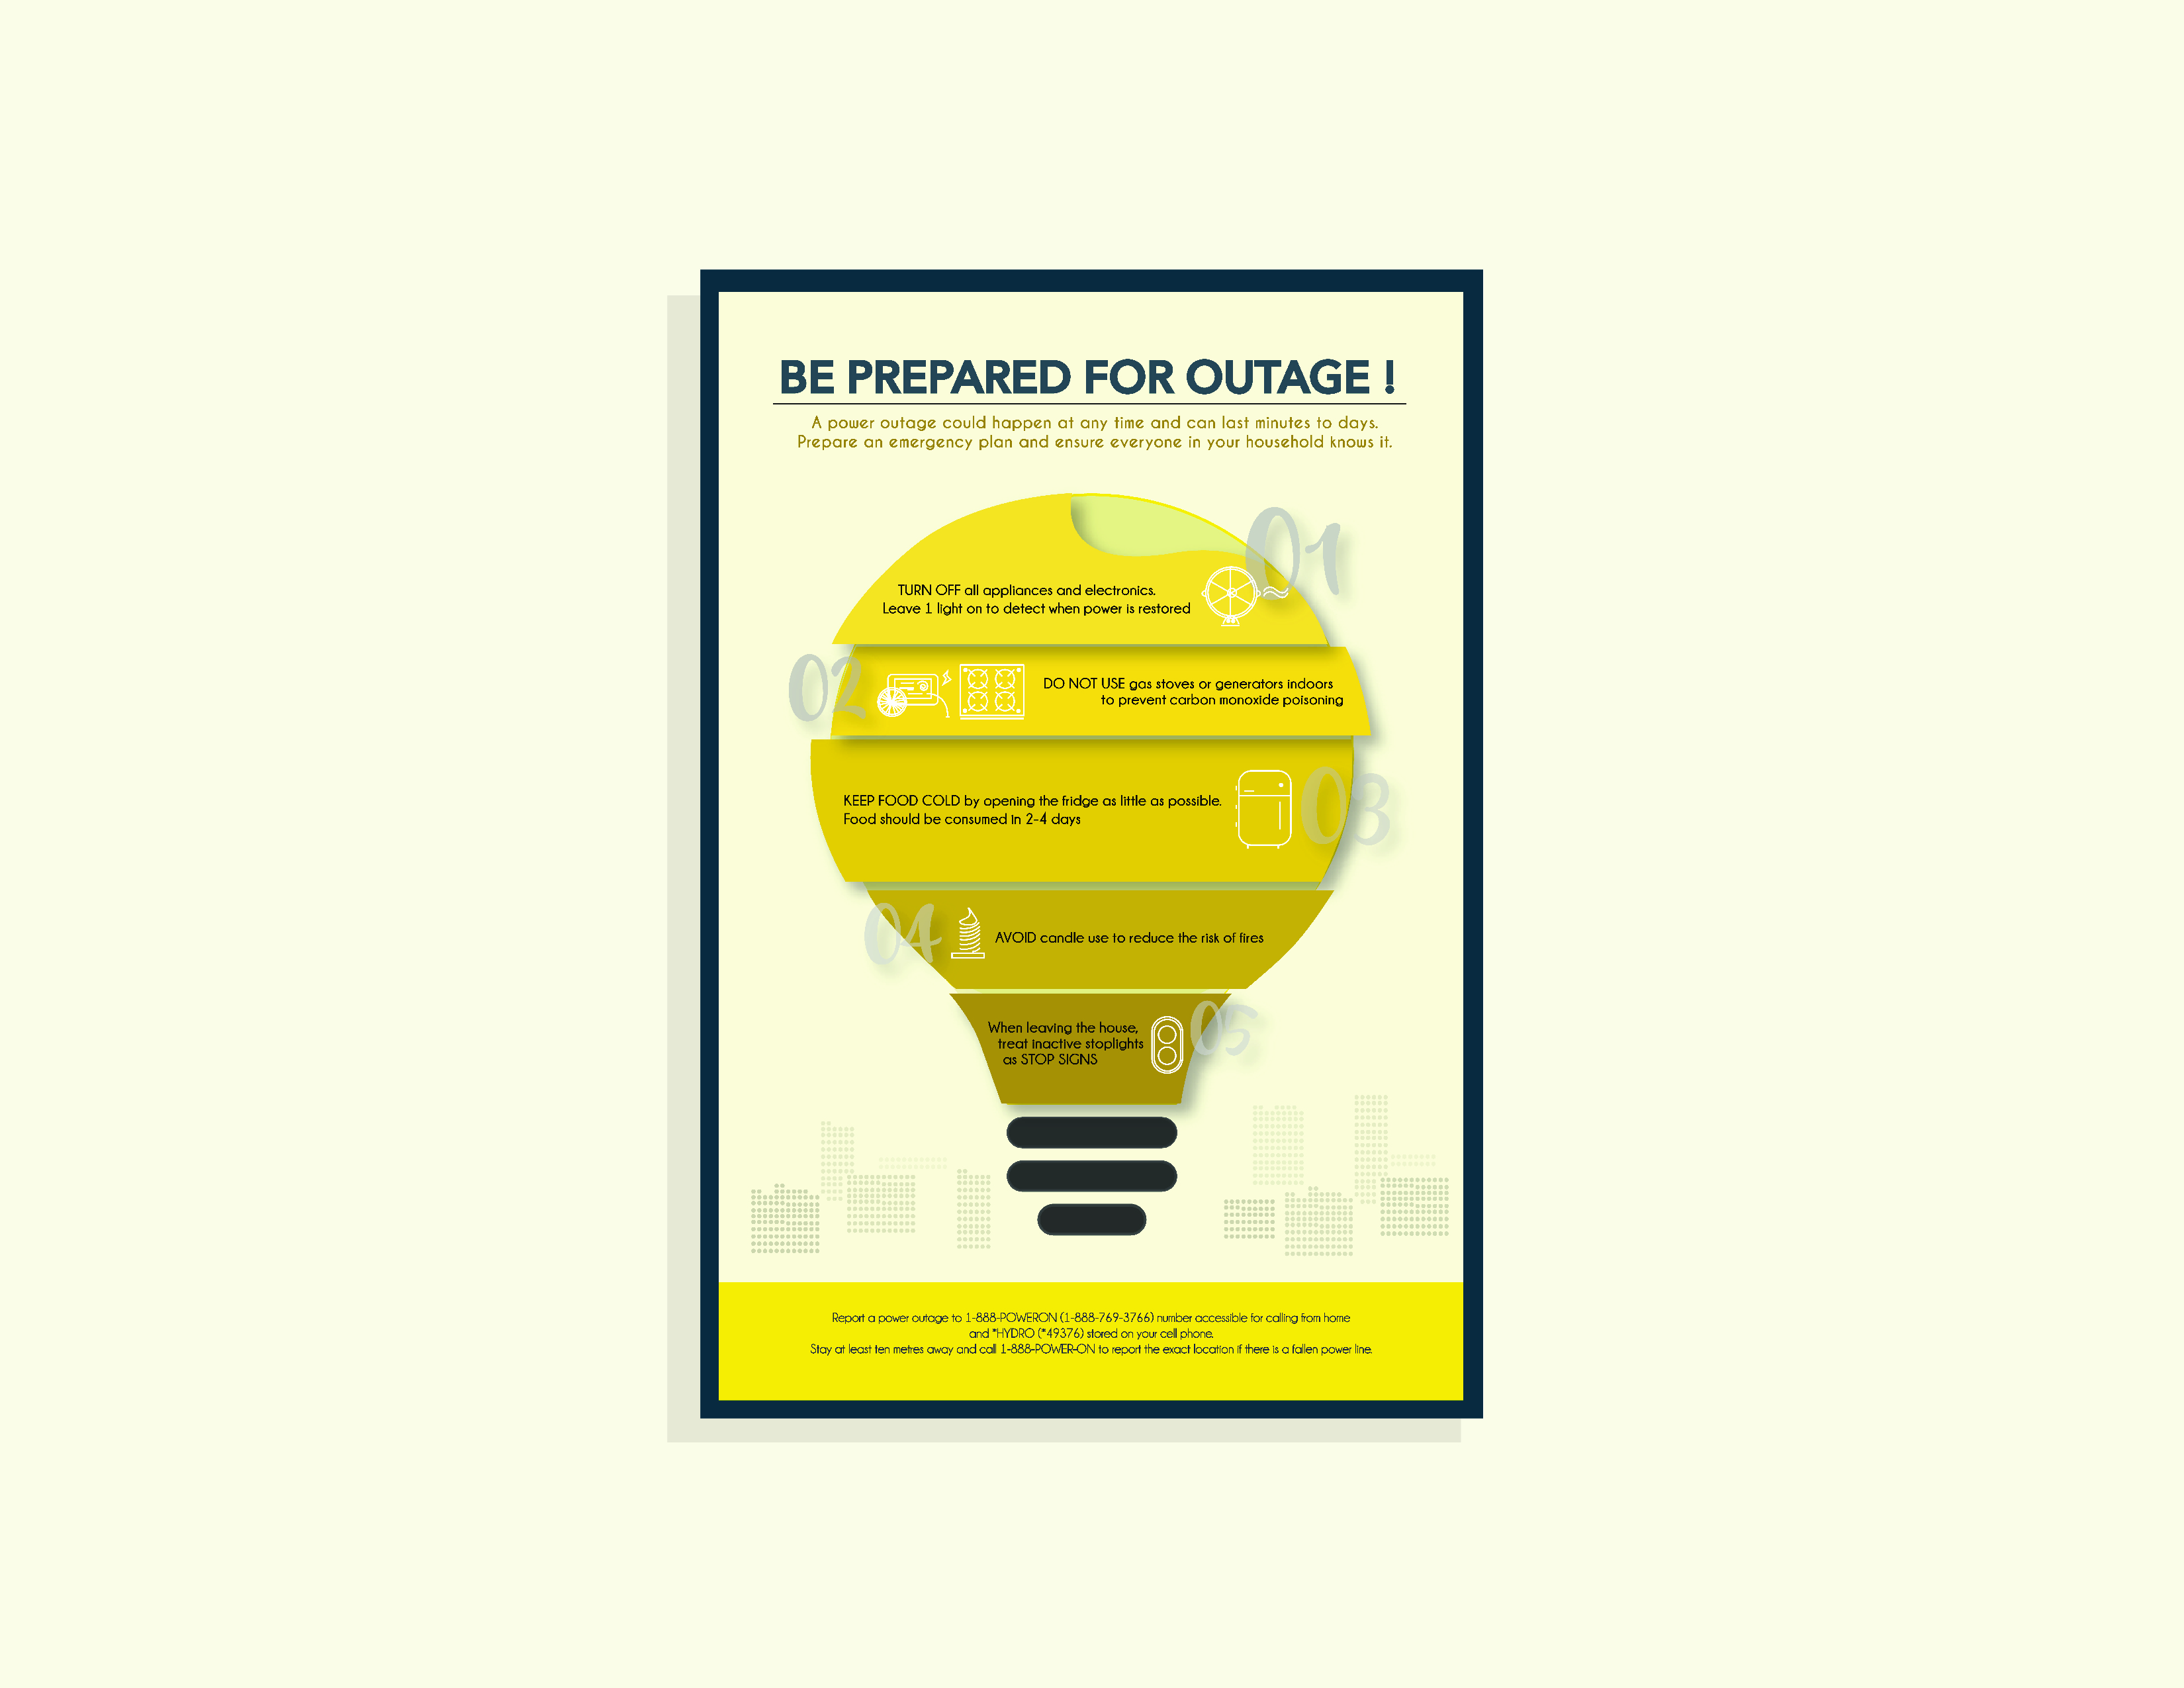 BE PREPARED FOR OUTAGE !
A power outage could happen at any time and can last minutes to days.
Prepare an emergency plan and ensure everyone in your household knows it.
01
TURN OFF all appliances and electronics.
Leave 1 light on to detect when power is restored
02
DO NOT USE gas stoves or generators indoors
to prevent carbon monoxide poisoning
KEEP FOOD COLD by opening the fridge as little as possible.
Food should be consumed in 2-4 days
03
04
AVOID candle use to reduce the risk of fires
05
When leaving the house,
treat inactive stoplights
as STOP SIGNS
Report a power outage to 1-888-POWERON (1-888-769-3766) number accessible for calling from home
and *HYDRO (*49376) stored on your cell phone.
Stay at least ten metres away and call 1-888-POWER-ON to report the exact location if there is a fallen power line.